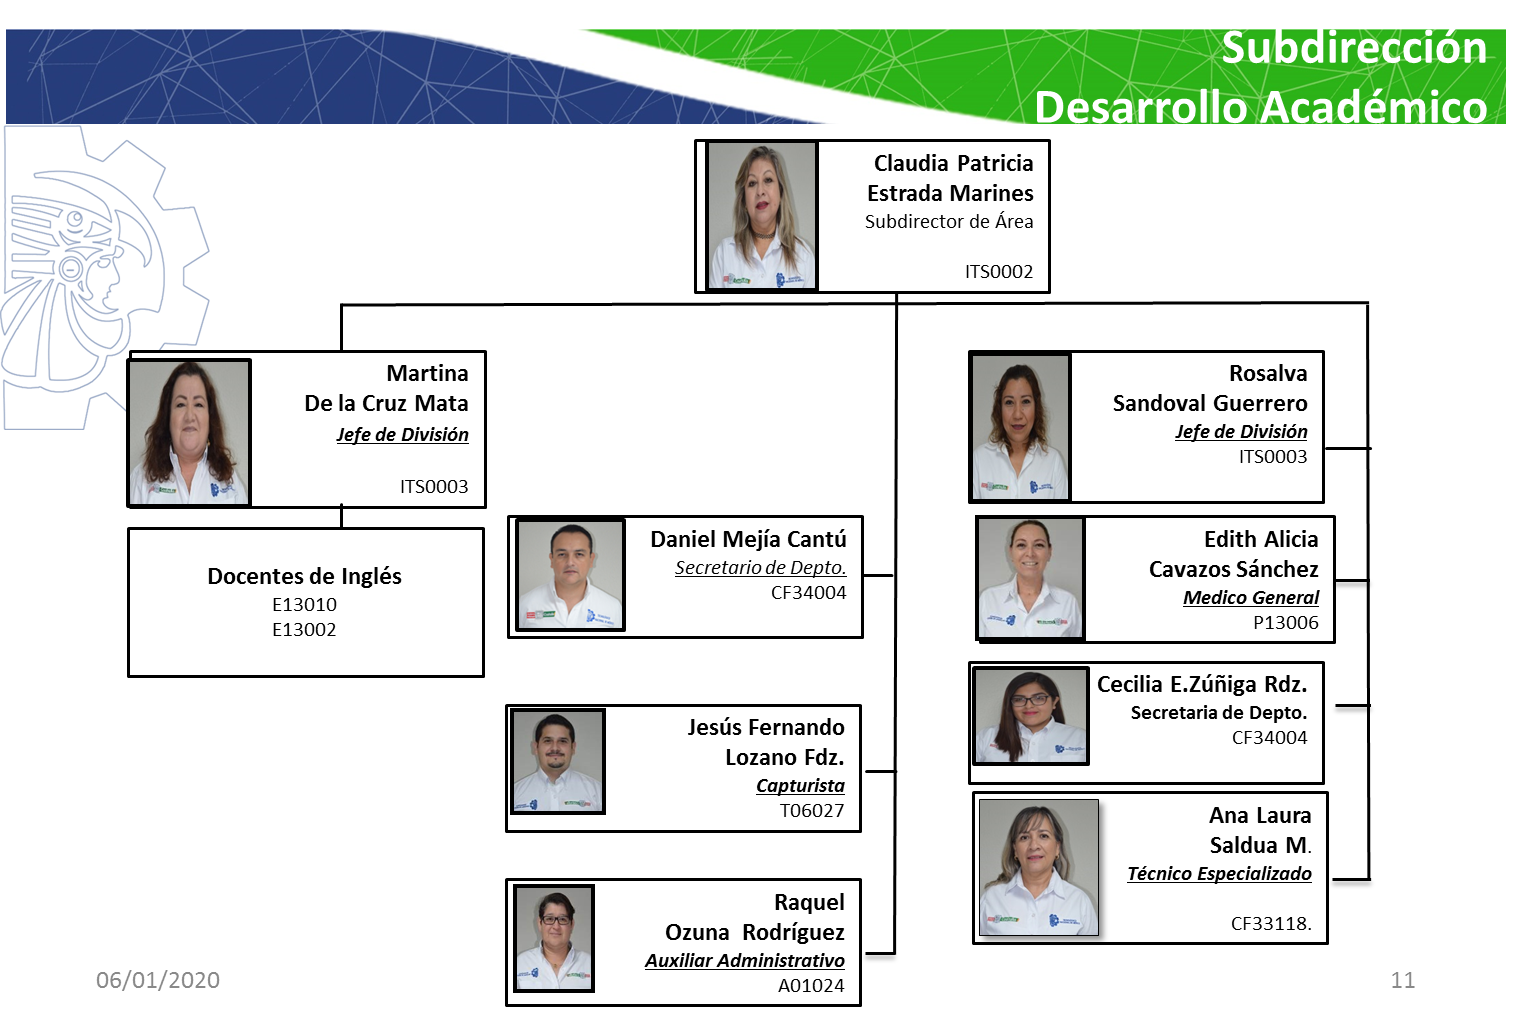 Subdirección
Desarrollo Académico
Claudia Patricia
Estrada Marines
Subdirector de Área
ITS0002
Martina
De la Cruz Mata
Jefe de División
ITS0003
Docentes de Inglés
E13010
E13002
Daniel Mejía Cantú
Secretario de Depto.
CF34004
Jesús Fernando
Lozano Fdz.
Capturista
T06027
Raquel
Ozuna Rodríguez
Auxiliar Administrativo
A01024
Rosalva
Sandoval Guerrero
Jefe de División
ITS0003
Edith Alicia
Cavazos Sánchez
Medico General
P13006
Cecilia E.Zúñiga Rdz.
Secretaria de Depto.
CF34004
Ana Laura
Saldua M.
Técnico Especializado
CF33118.
06/01/2020
11